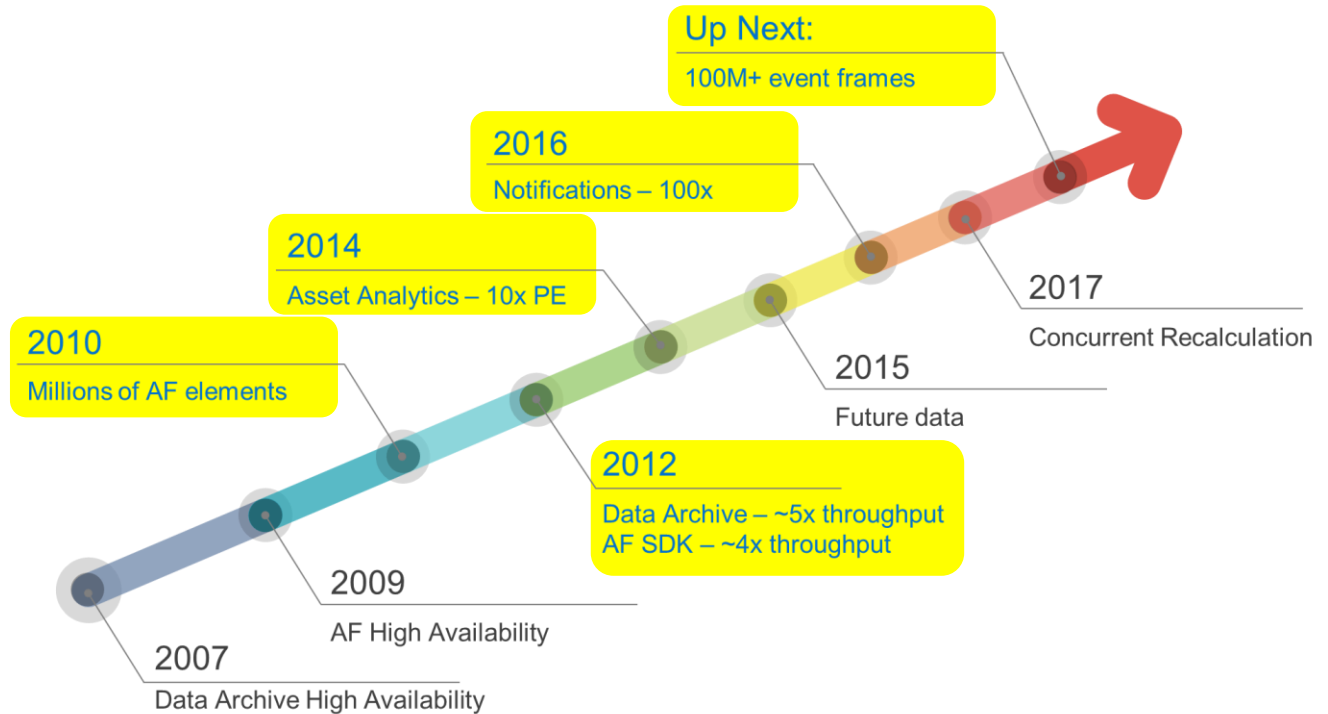 Up Next:
100M+ event frames
2016
Notifications – 100x
2014
Asset Analytics – 10x PE
2017
Concurrent Recalculation
2010
Millions of AF elements
2015
Future data
2012
Data Archive – ~5x throughput
AF SDK – ~4x throughput
2009
AF High Availability
2007
Data Archive High Availability